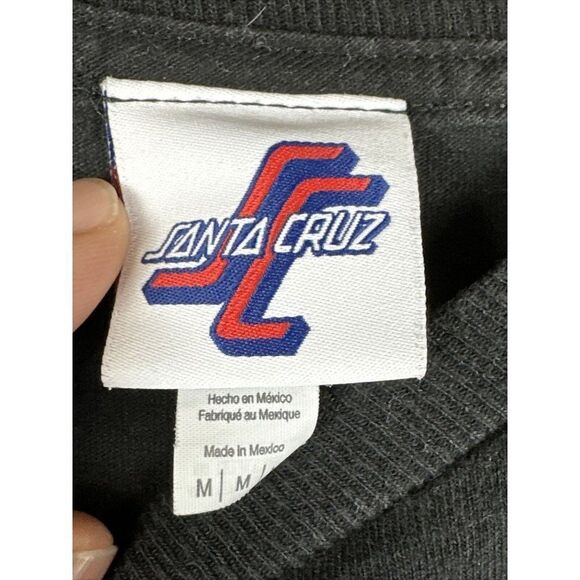 SANTA CRUZ
Hecho en México
Fabriqué au Mexique
Made in Mexico
M | M